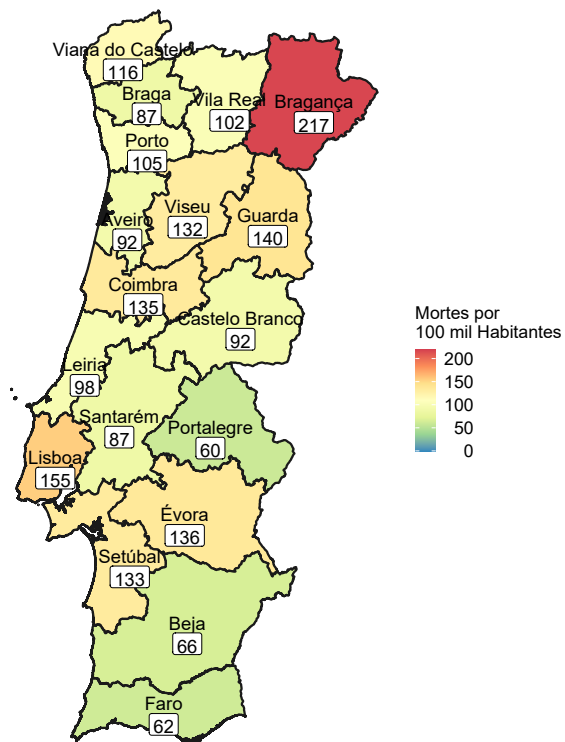 Viana do Castelo
116
Braga
87
Vila Real
102
Bragança
217
Porto
105
Aveiro
92
Viseu
132
Guarda
140
Coimbra
135
Castelo Branco
92
Leiria
98
Santarém
87
Portalegre
60
Lisboa
155
Évora
136
Setúbal
133
Beja
66
Faro
62
Mortes por
100 mil Habitantes
200
150
100
50
0